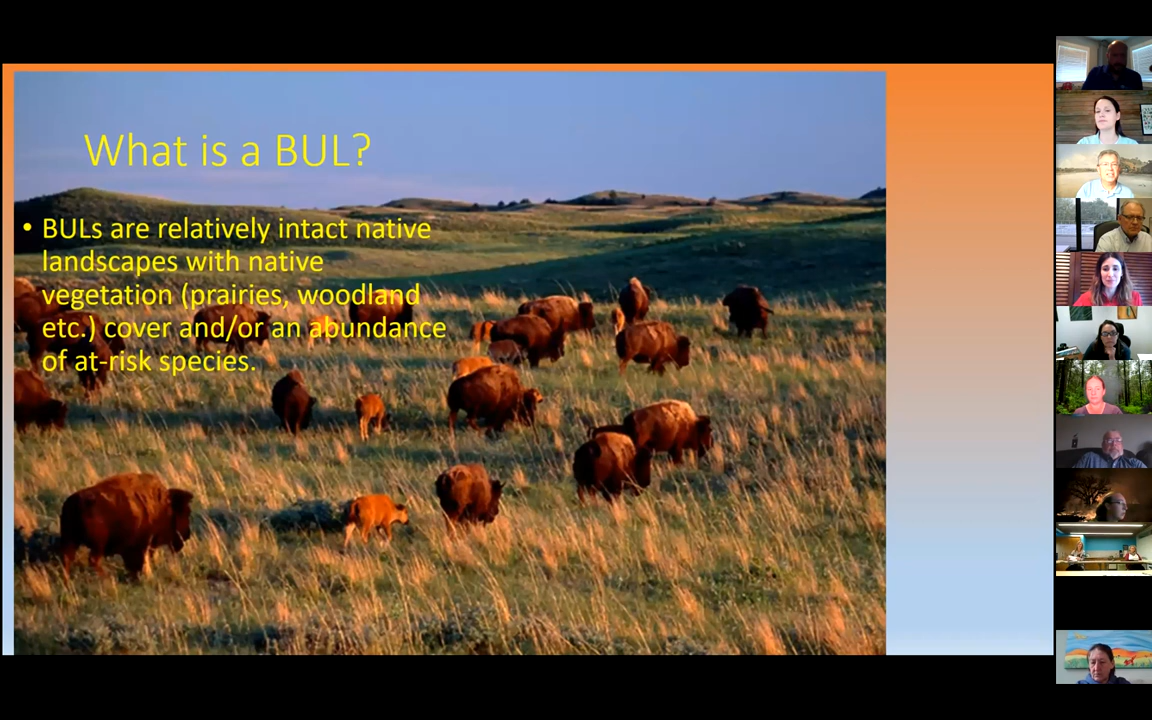 What is a BUL?
• BULs are relatively intact native
landscapes with native
vegetation (prairies, woodland
etc.) cover and/or an abundance
of at-risk species.